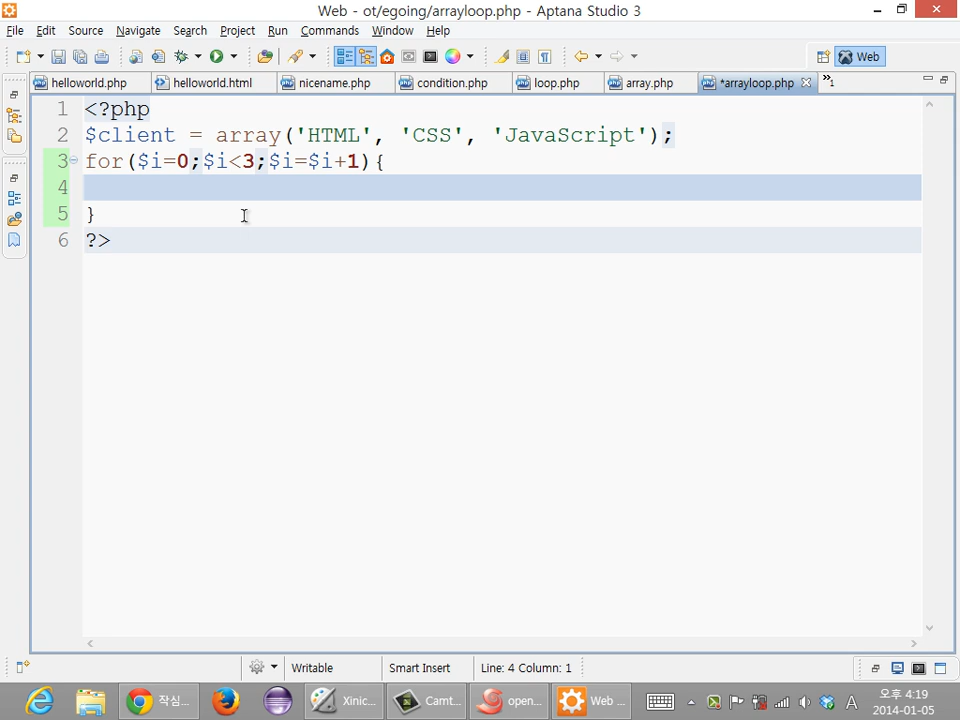 Web - ot/egoing/arrayloop.php - Aptana Studio 3
File Edit Source Navigate Search Project Run Commands Window Help
Web
helloworld.php helloworld.html nicename.php condition.php loop.php array.php *arrayloop.php »1
1 <?php
2 $client = array('HTML', 'CSS', 'JavaScript');
3 for($i=0;$i<3;$i=$i+1){
4
5 }
6 ?>
Writable Smart Insert Line: 4 Column: 1
작심... Xinic... Camt... open... Web ... A 오후 4:19
2014-01-05